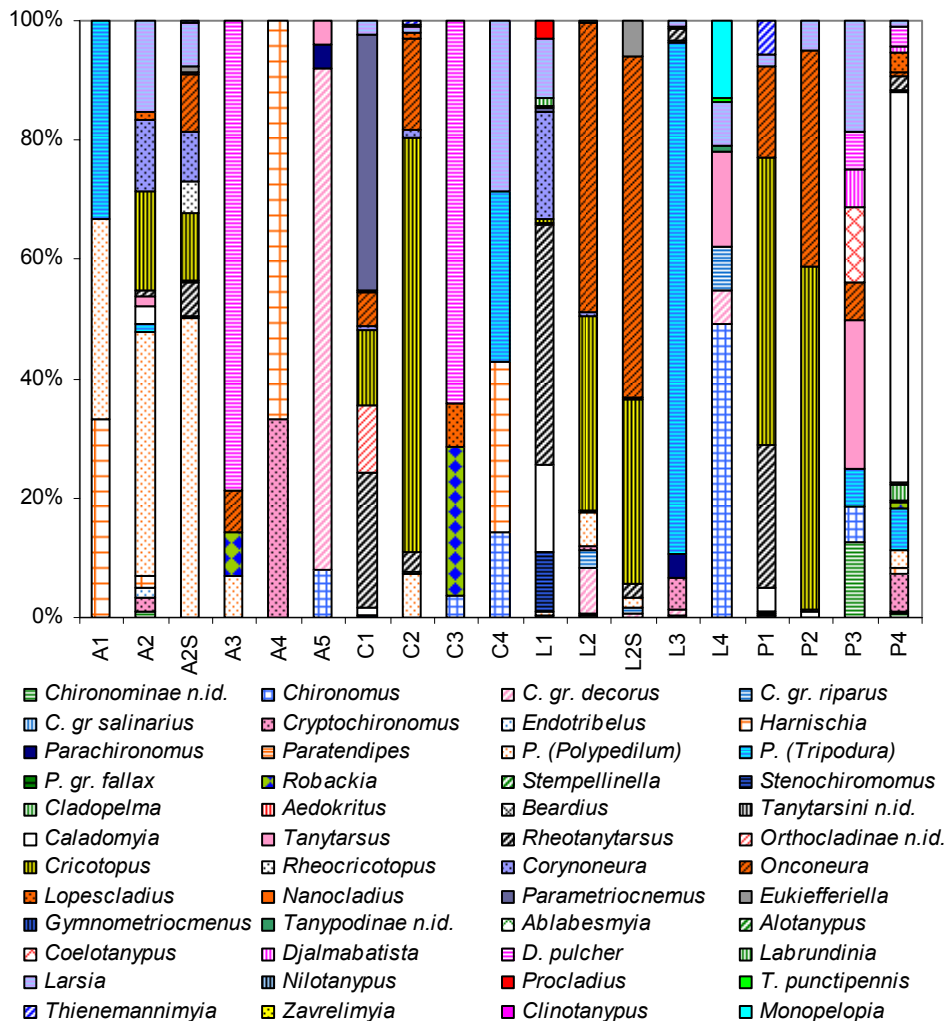 100%
80%
60%
40%
20%
0%
A1 A2 A2S A3 A4 A5 C1 C2 C3 C4 L1 L2 L2S L3 L4 P1 P2 P3 P4
Chironominae n.id. Chironomus C. gr. decorus C. gr. riparus
C. gr salinarius Cryptochironomus Endotribelus Harnischia
Parachironomus Paratendipes P. (Polypedilum) P. (Tripodura)
P. gr. fallax Robackia Stempellinella Stenochiromomus
Cladopelma Aedokritus Beardius Tanytarsini n.id.
Caladomyia Tanytarsus Rheotanytarsus Orthocladinae n.id.
Cricotopus Rheocricotopus Corynoneura Onconeura
Lopescladius Nanocladius Parametriocnemus Eukiefferiella
Gymnometriocmenus Tanypodinae n.id. Ablabesmyia Alotanypus
Coelotanypus Djalmabatista D. pulcher Labrundinia
Larsia Nilotanypus Procladius T. punctipennis
Thienemannimyia Zavrelimyia Clinotanypus Monopelopia